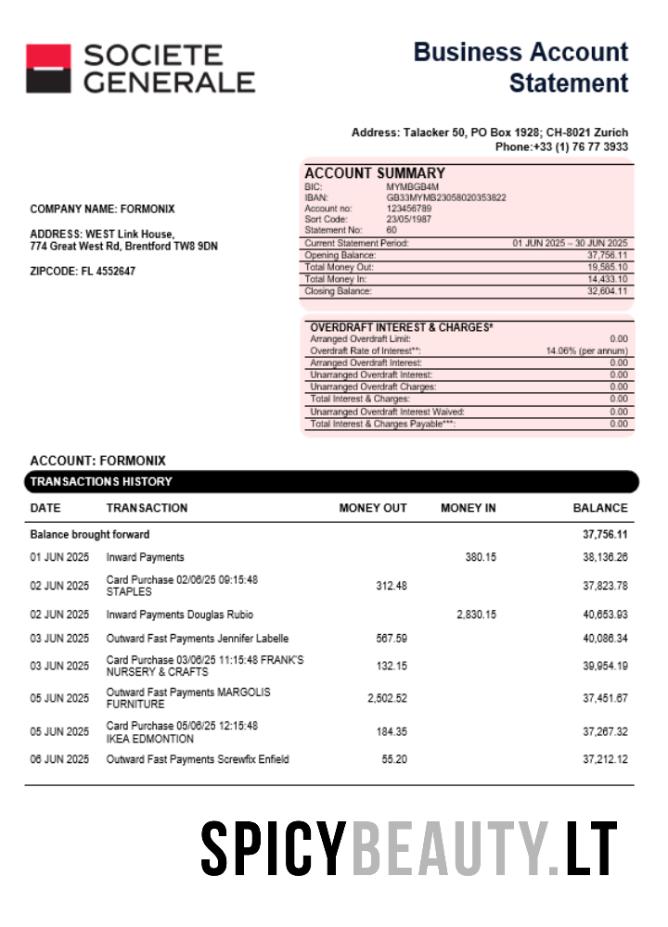 SOCIETE
GENERALE
Business Account
Statement
Address: Talacker 50, PO Box 1928; CH-8021 Zurich
Phone:+33 (1) 76 77 3933
ACCOUNT SUMMARY
BIC: MYMBGB4M
IBAN: GB33MYMB23058020353822
Account no: 123456789
Sort Code: 23/05/1987
Statement No: 60
Current Statement Period: 01 JUN 2025 – 30 JUN 2025
Opening Balance: 37,756.11
Total Money Out: 19,585.10
Total Money In: 14,433.10
Closing Balance: 32,604.11
COMPANY NAME: FORMONIX
ADDRESS: WEST Link House,
774 Great West Rd, Brentford TW8 9DN
ZIPCODE: FL 4552647
OVERDRAFT INTEREST & CHARGES*
Arranged Overdraft Limit: 0.00
Overdraft Rate of Interest**: 14.06% (per annum)
Arranged Overdraft Interest: 0.00
Unarranged Overdraft Interest: 0.00
Unarranged Overdraft Charges: 0.00
Total Interest & Charges: 0.00
Unarranged Overdraft Interest Waived: 0.00
Total Interest & Charges Payable***: 0.00
ACCOUNT: FORMONIX
TRANSACTIONS HISTORY
DATE TRANSACTION MONEY OUT MONEY IN BALANCE
Balance brought forward 37,756.11
01 JUN 2025 Inward Payments 380.15 38,136.26
02 JUN 2025 Card Purchase 02/06/25 09:15:48
STAPLES 312.48 37,823.78
02 JUN 2025 Inward Payments Douglas Rubio 2,830.15 40,653.93
03 JUN 2025 Outward Fast Payments Jennifer Labelle 567.59 40,086.34
03 JUN 2025 Card Purchase 03/06/25 11:15:48 FRANK'S
NURSERY & CRAFTS 132.15 39,954.19
05 JUN 2025 Outward Fast Payments MARGOLIS
FURNITURE 2,502.52 37,451.67
05 JUN 2025 Card Purchase 05/06/25 12:15:48
IKEA EDMONTION 184.35 37,267.32
06 JUN 2025 Outward Fast Payments Screwfix Enfield 55.20 37,212.12
SPICYBEAUTY.LT